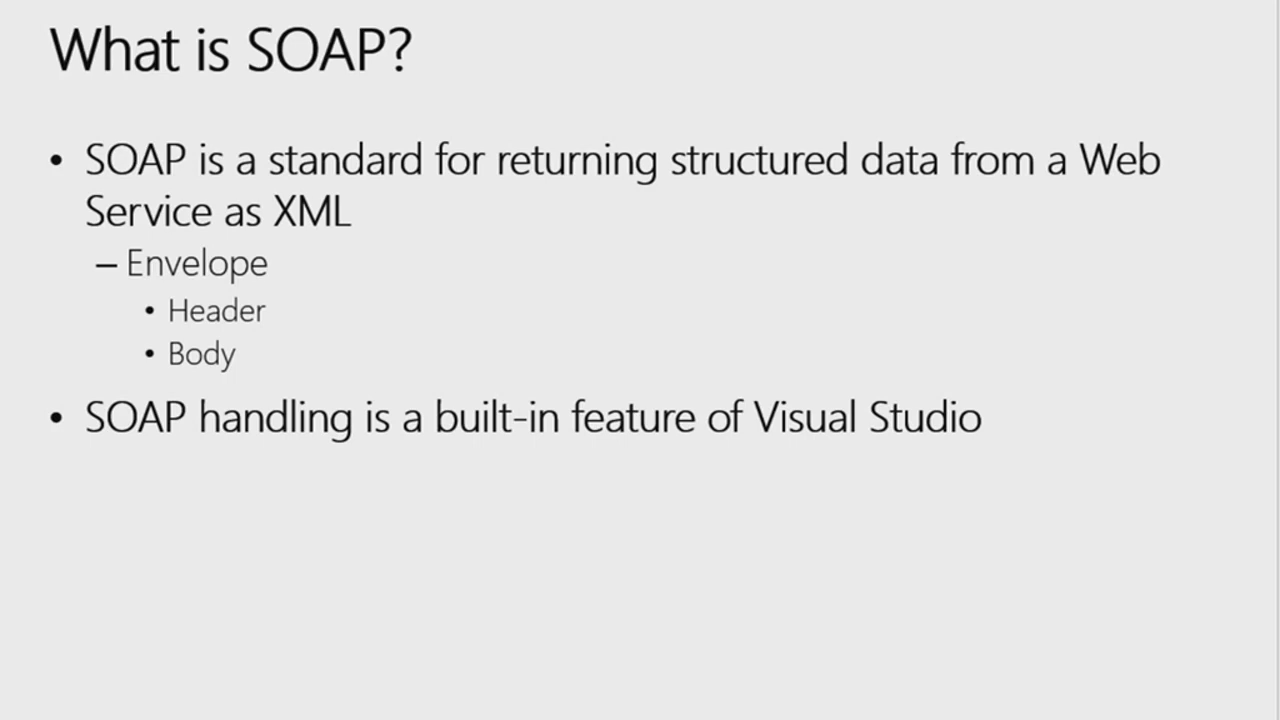 What is SOAP?
• SOAP is a standard for returning structured data from a Web
Service as XML
– Envelope
• Header
• Body
• SOAP handling is a built-in feature of Visual Studio